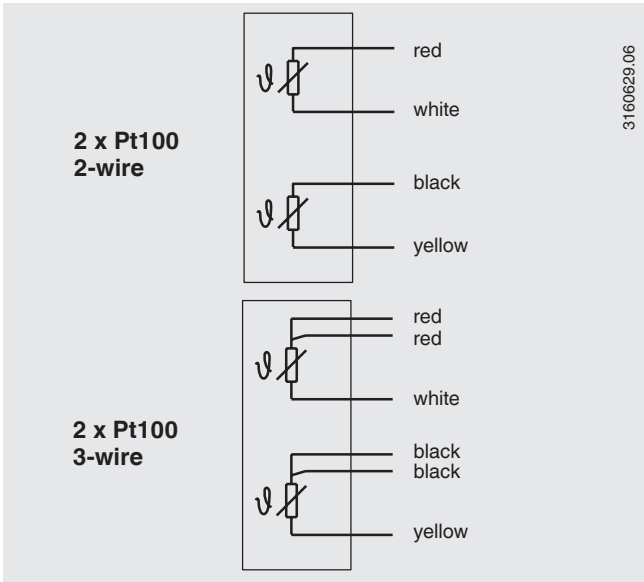 2 x Pt100
2-wire
ϑ
red
white
ϑ
black
yellow
2 x Pt100
3-wire
ϑ
red
red
white
ϑ
black
black
yellow
3160629.06